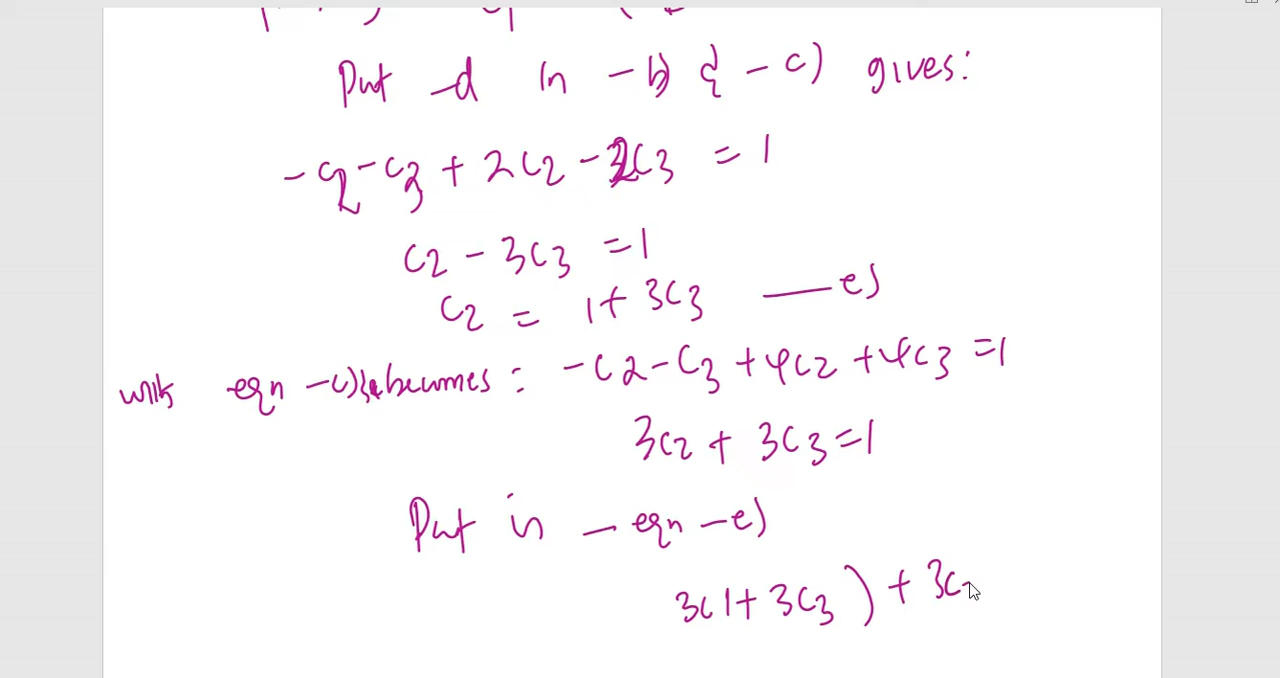 Put -d in -b) & -c) gives:
-c2 - c3 + 2c2 - 2c3 = 1
c2 - 3c3 = 1
c2 = 1 + 3c3 — e)
with eqn -c) becomes : -c2 - c3 + 4c2 + 4c3 = 1
3c2 + 3c3 = 1
Put in - eqn - e)
3(1 + 3c3) + 3c